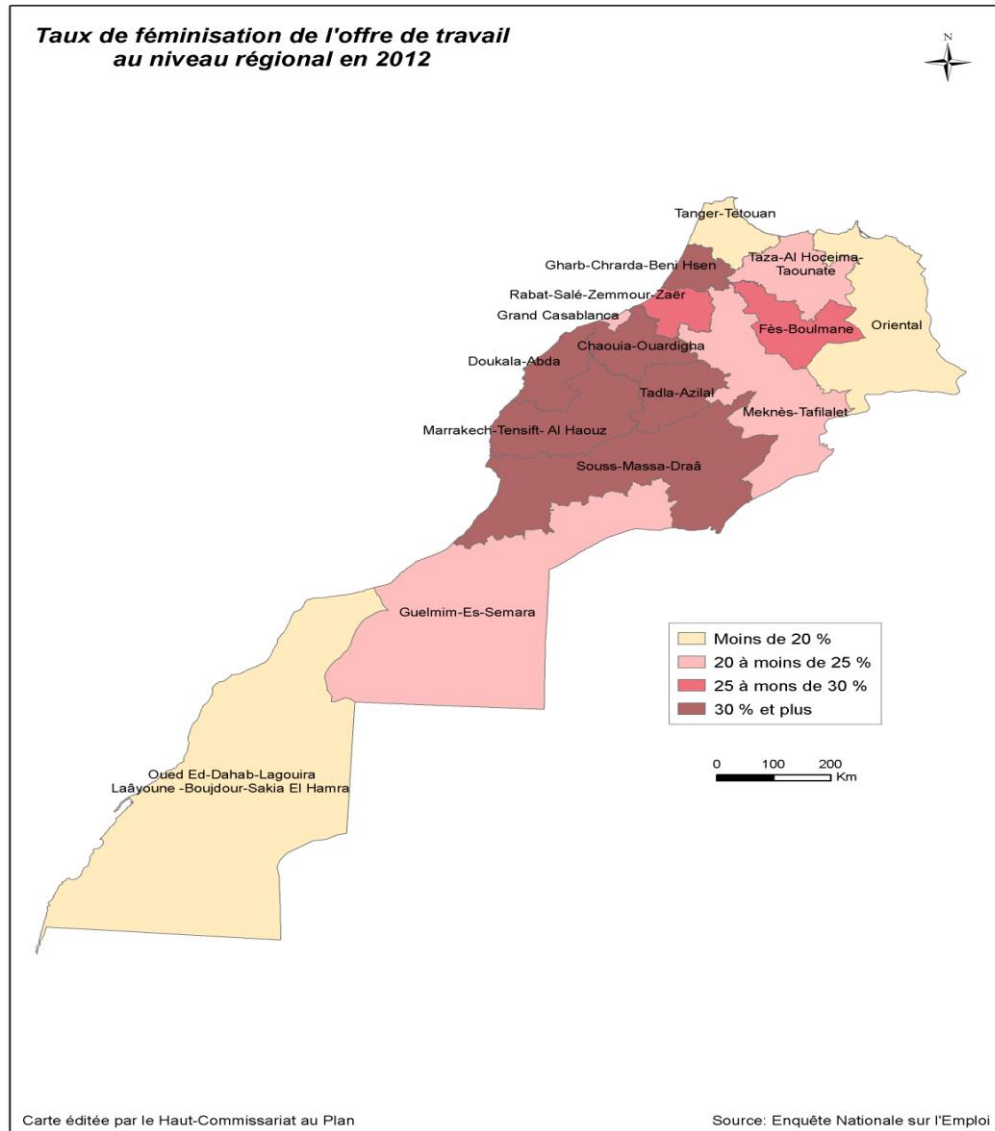 Taux de féminisation de l'offre de travail
au niveau régional en 2012
N
Tanger-Tetouan
Taza-Al Hoceima-
Taounate
Gharb-Chrarda-Beni Hsen
Rabat-Salé-Zemmour-Zaër
Grand Casablanca
Fès-Boulmane
Oriental
Chaouia-Ouardigha
Doukala-Abda
Tadla-Azilal
Meknès-Tafilalet
Marrakech-Tensift- Al Haouz
Souss-Massa-Draâ
Guelmim-Es-Semara
Moins de 20 %
20 à moins de 25 %
25 à mons de 30 %
30 % et plus
0 100 200
Km
Oued Ed-Dahab-Lagouira
Laâyoune -Boujdour-Sakia El Hamra
Carte éditée par le Haut-Commissariat au Plan
Source: Enquête Nationale sur l'Emploi